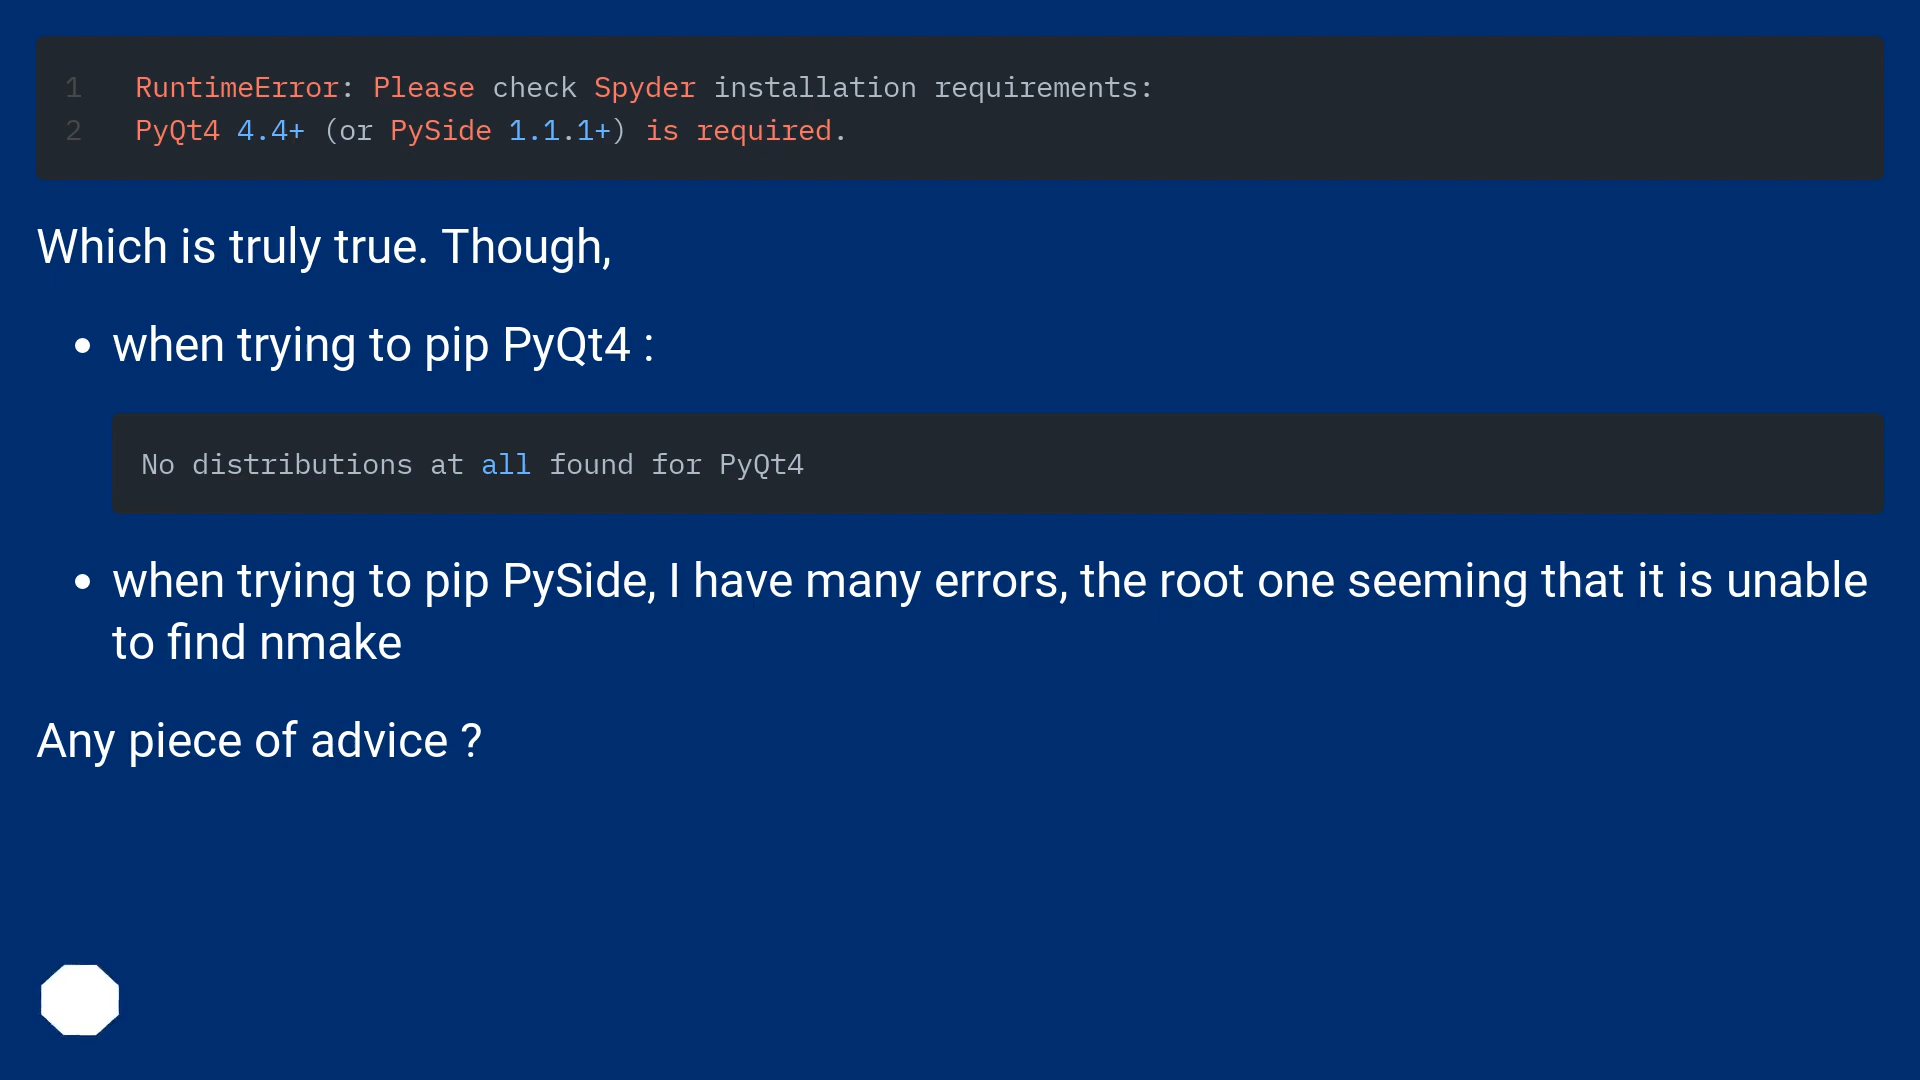 1 RuntimeError: Please check Spyder installation requirements:
2 PyQt4 4.4+ (or PySide 1.1.1+) is required.
Which is truly true. Though,
• when trying to pip PyQt4 :
No distributions at all found for PyQt4
• when trying to pip PySide, I have many errors, the root one seeming that it is unable
to find nmake
Any piece of advice ?